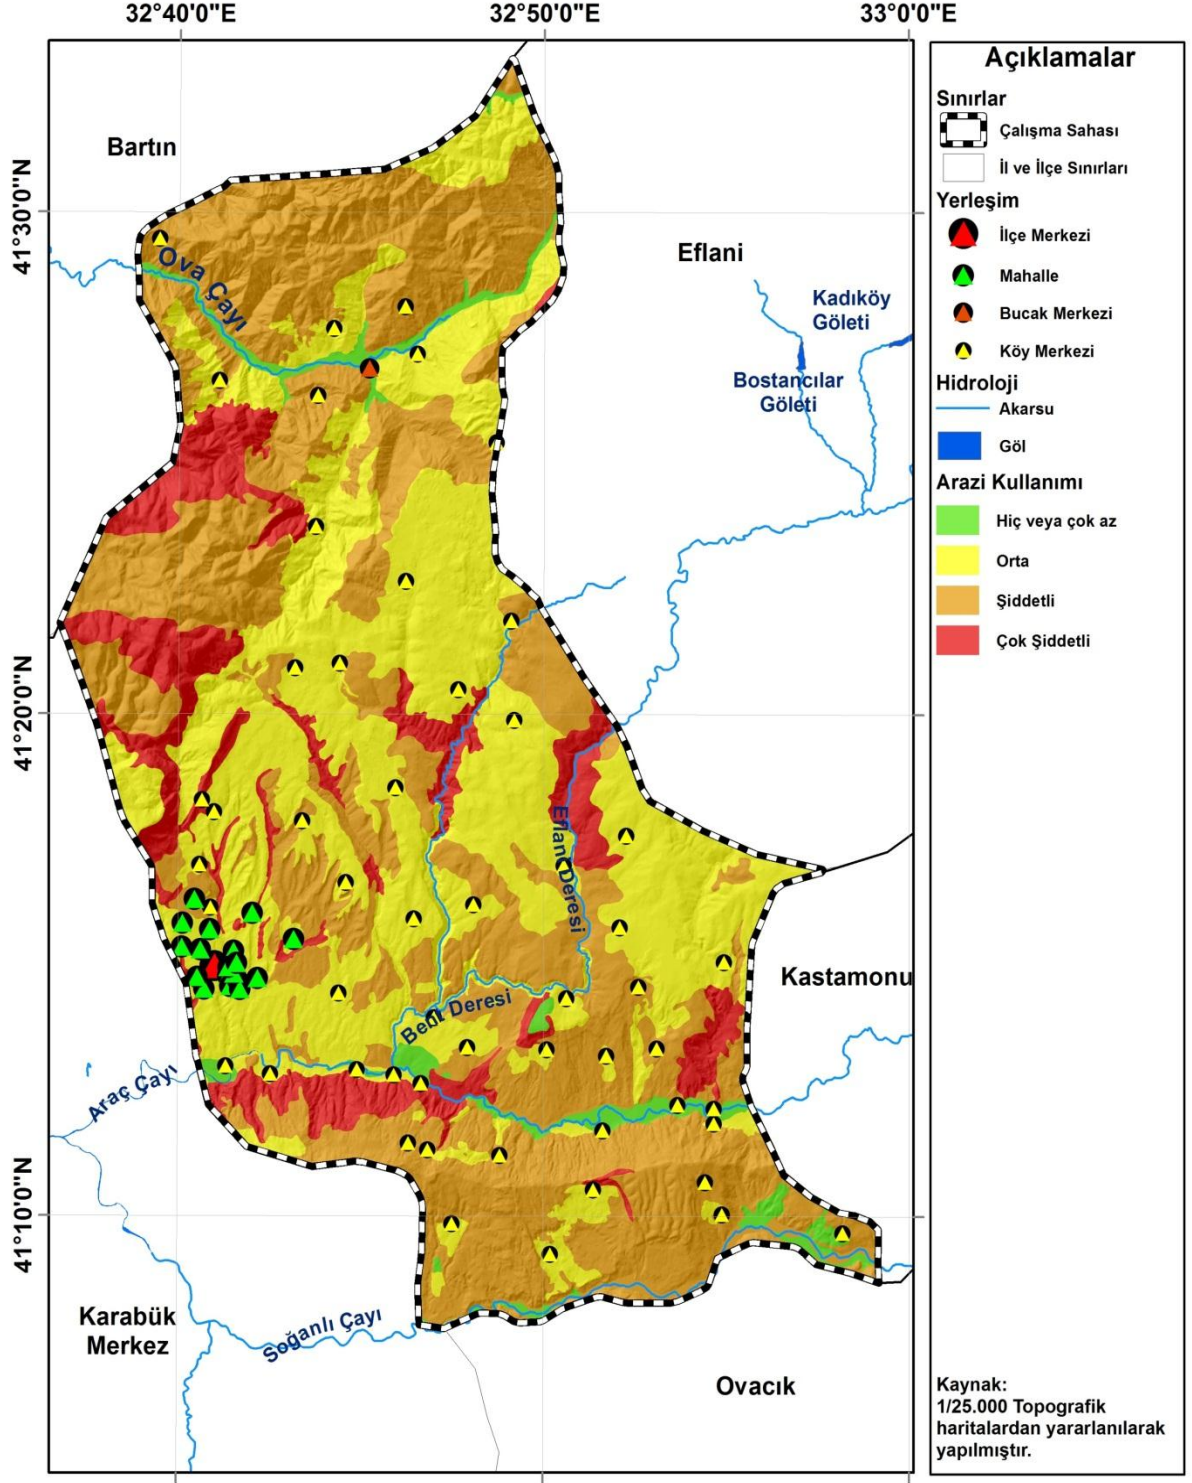 32°40'0"E
32°50'0"E
33°0'0"E
41°30'0"N
41°20'0"N
41°10'0"N
Bartın
Eflani
Kadıköy
Göleti
Bostancılar
Göleti
Ova Çayı
Eflani Deresi
Kastamonu
Bent Deresi
Araç Çayı
Karabük
Merkez
Soğanlı Çayı
Ovacık
Açıklamalar
Sınırlar
Çalışma Sahası
İl ve İlçe Sınırları
Yerleşim
İlçe Merkezi
Mahalle
Bucak Merkezi
Köy Merkezi
Hidroloji
Akarsu
Göl
Arazi Kullanımı
Hiç veya çok az
Orta
Şiddetli
Çok Şiddetli
Kaynak:
1/25.000 Topografik
haritalardan yararlanılarak
yapılmıştır.